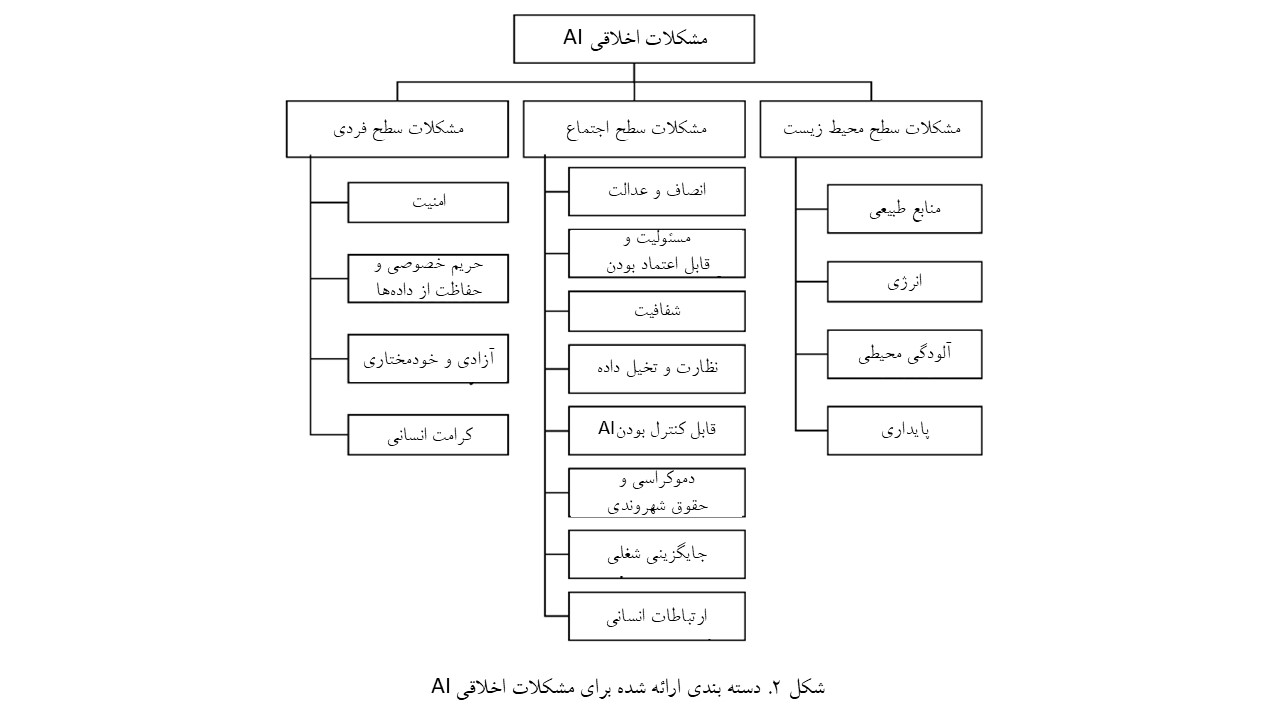 مشکلات اخلاقی AI
مشکلات سطح محیط زیست
منابع طبیعی
انرژی
آلودگی محیطی
پایداری
مشکلات سطح اجتماع
انصاف و عدالت
مسئولیت و
قابل اعتماد بودن
شفافیت
نظارت و تخیل داده
قابل کنترل بودنAI
دموکراسی و
حقوق شهروندی
جایگزینی شغلی
ارتباطات انسانی
مشکلات سطح فردی
امنیت
حریم خصوصی و
حفاظت از داده‌ها
آزادی و خودمختاری
کرامت انسانی
شکل ۲. دسته بندی ارائه شده برای مشکلات اخلاقی AI